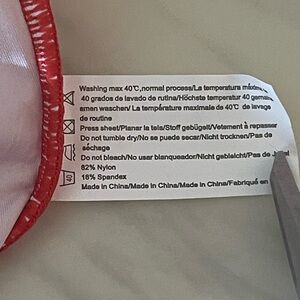 Washing max 40°C,normal process/La temperatura máxima
40 grados de lavado de rutina/Höchste temperatur 40 gemein
amen waschen/ La température maximale de 40°C de lavage
de routine
Press sheet/Planar la tela/Stoff gebügelt/Vetement à repasser
Do not tumble dry/no se puede secar/Nicht trocknen/Pas de
séchage
Do not bleach/No usar blanqueador/Nicht gebleicht/Pas de
82% Nylon
18% Spandex
Made in China/Made in China/Made in China/Fabriqué en
40